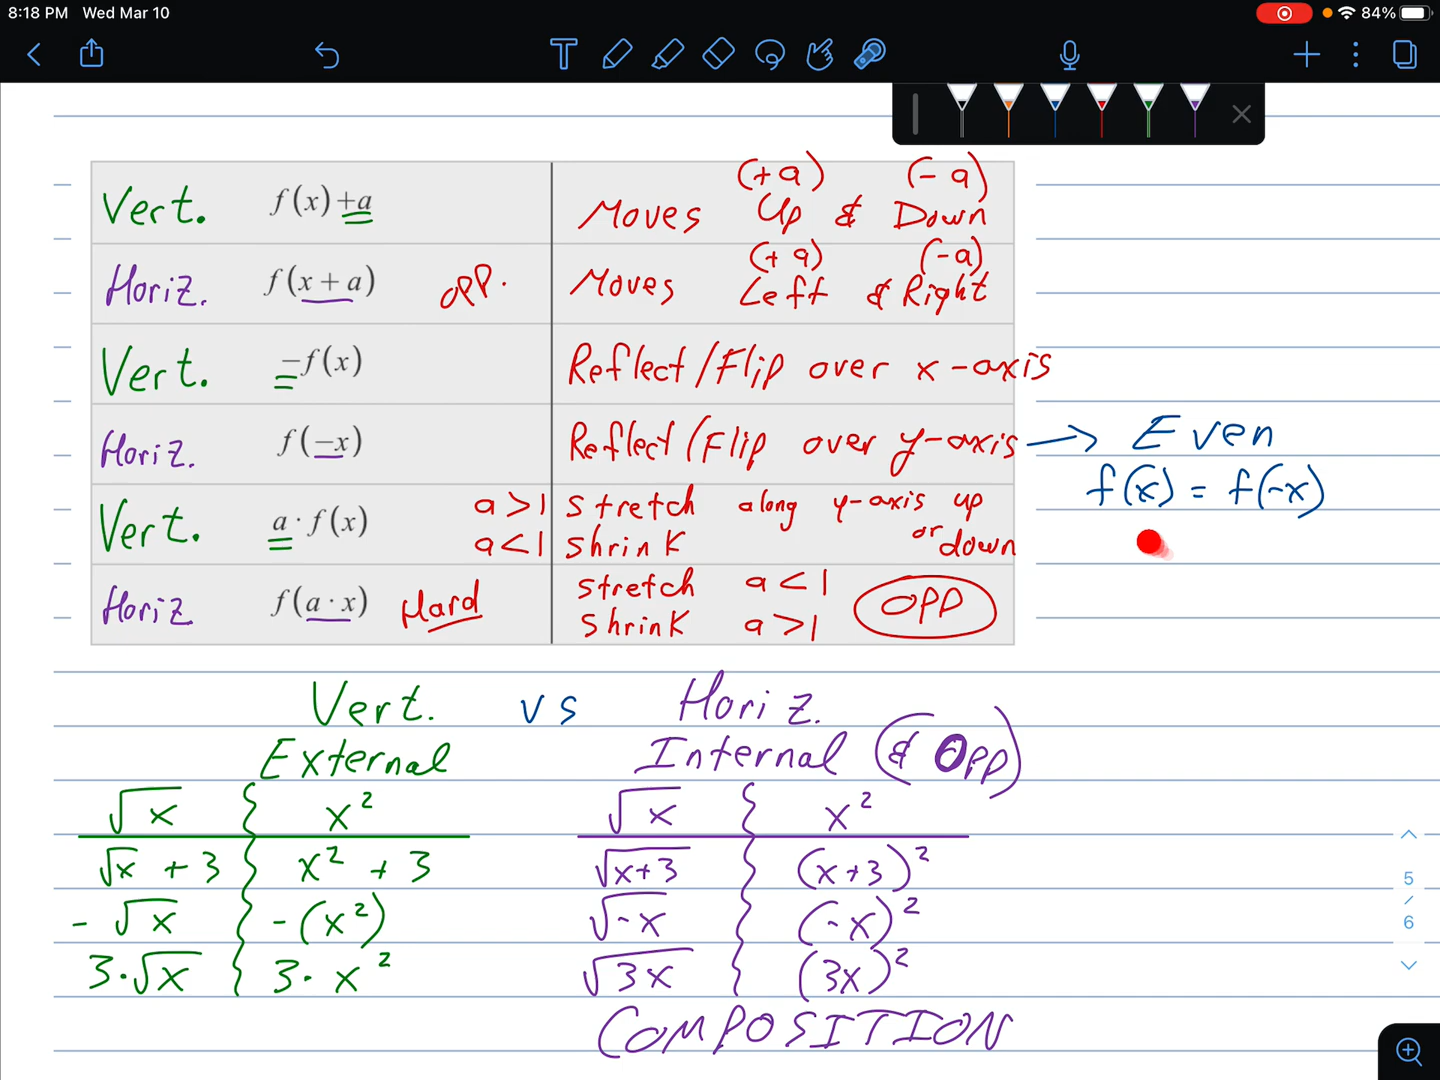 8:18 PM Wed Mar 10
84%
Vert. f(x)+a Moves (+a) Up & (-a) Down
Horiz. f(x + a) OPP. Moves (+a) Left & (-a) Right
Vert. −f(x) Reflect/Flip over x-axis
Horiz. f(−x) Reflect/Flip over y-axis → Even
f(x) = f(-x)
Vert. a · f(x) a>1 Stretch along y-axis up
a<1 Shrink or down
Horiz f(a · x) Hard Stretch a<1
Shrink a>1 OPP
Vert. vs Horiz.
External Internal (& Opp)
√x x² √x x²
√x + 3 x² + 3 √x+3 (x+3)²
-√x -(x²) √-x (-x)²
3·√x 3·x² √3x (3x)²
COMPOSITION
5
/
6